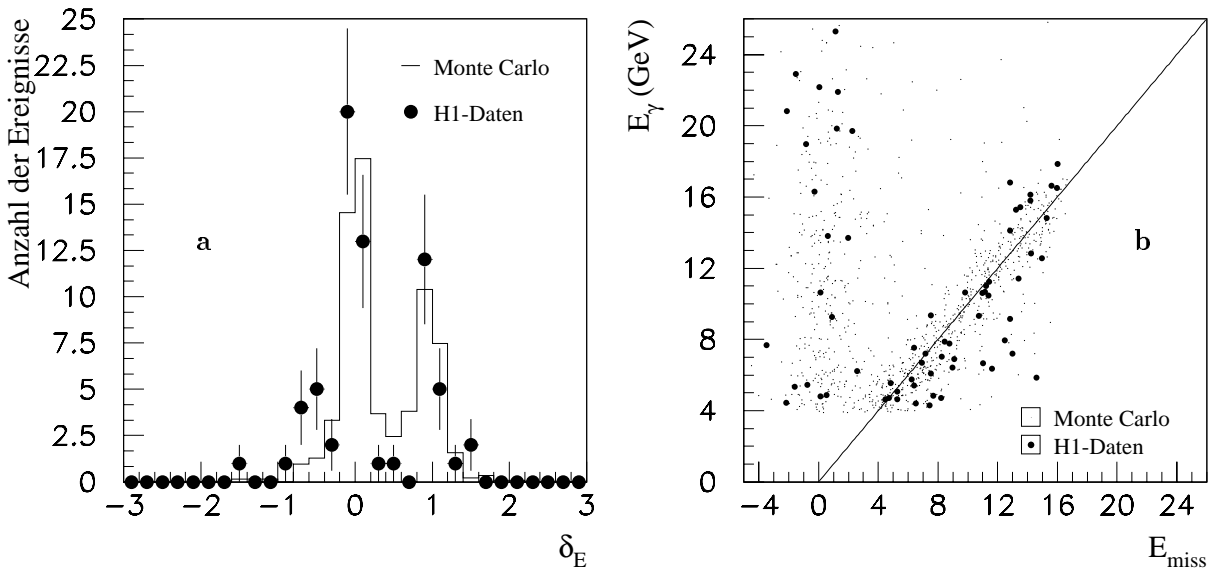 Anzahl der Ereignisse
25
22.5
20
17.5
15
12.5
10
7.5
5
2.5
0
Monte Carlo
H1-Daten
a
−3 −2 −1 0 1 2 3
δ_E
E_γ (GeV)
24
20
16
12
8
4
0
b
Monte Carlo
H1-Daten
−4 0 4 8 12 16 20 24
E_miss